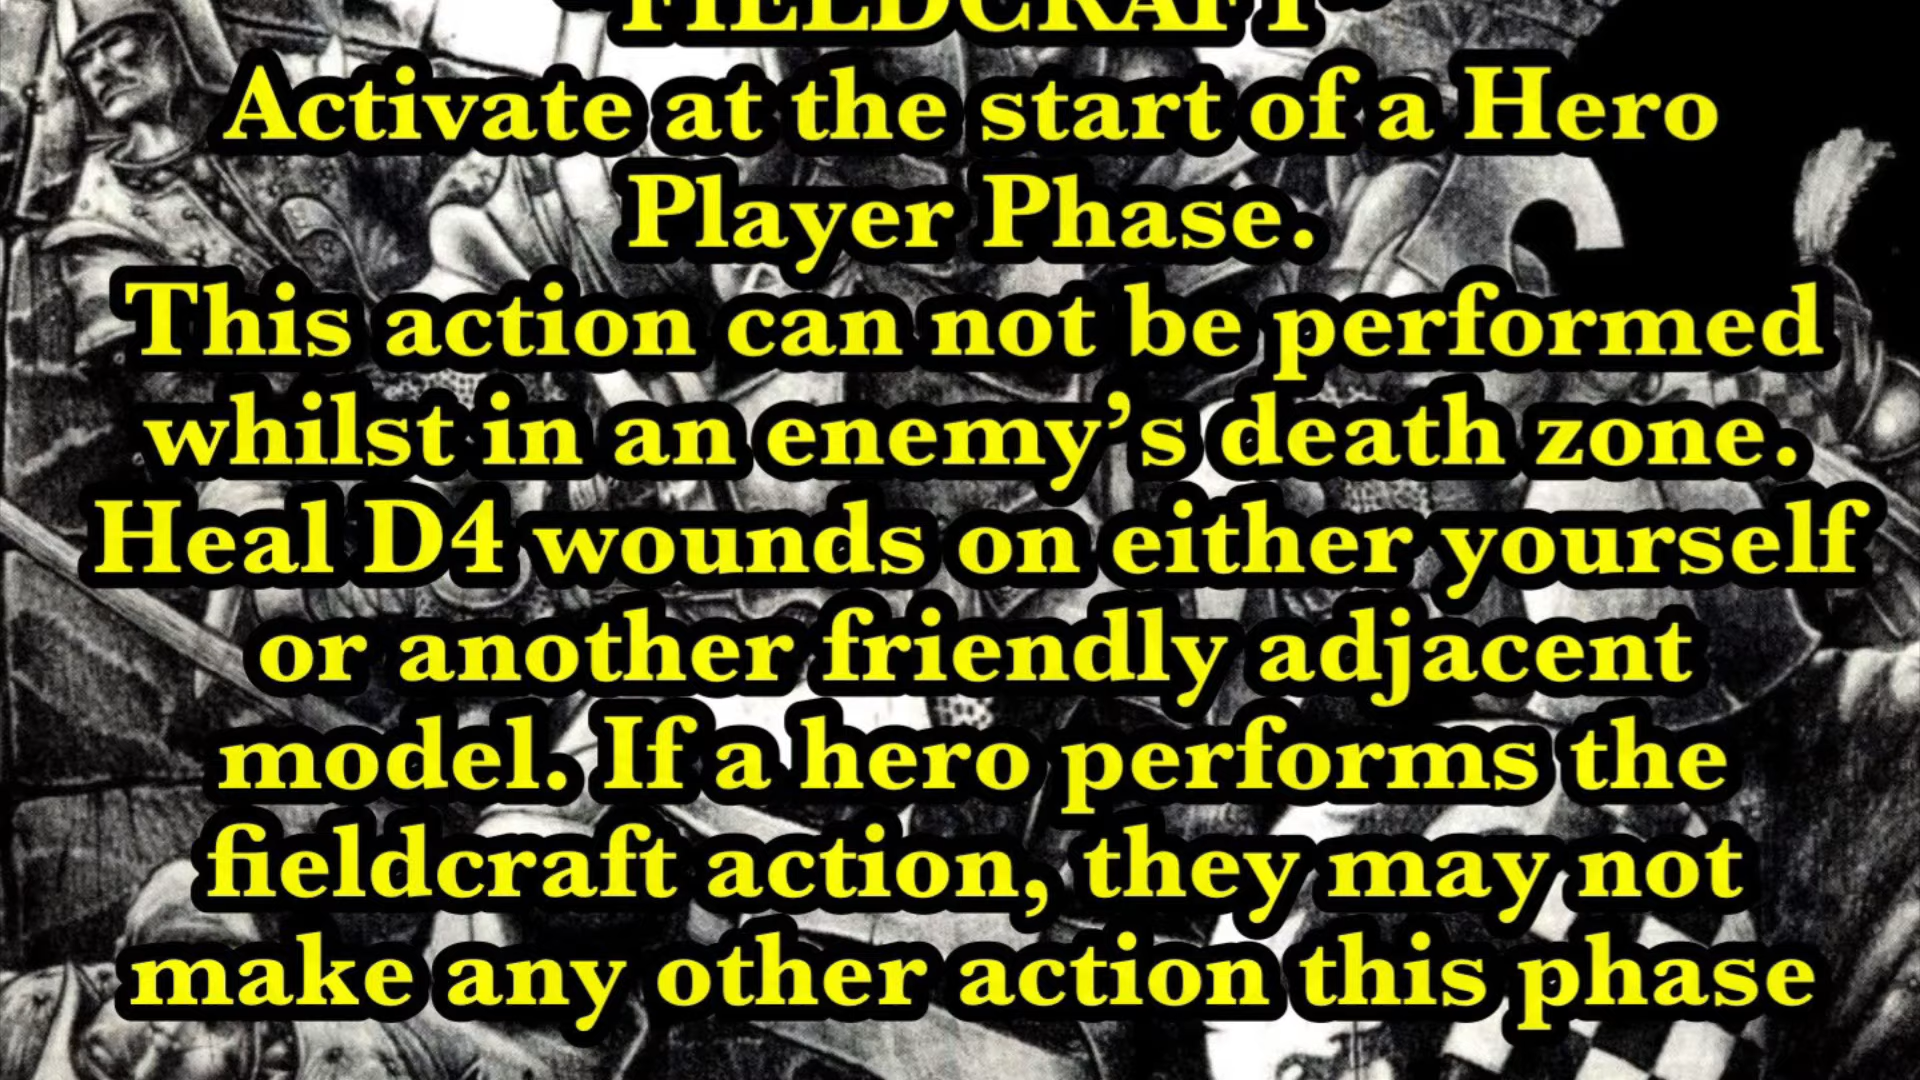 ~FIELDCRAFT~
Activate at the start of a Hero
Player Phase.
This action can not be performed
whilst in an enemy’s death zone.
Heal D4 wounds on either yourself
or another friendly adjacent
model. If a hero performs the
fieldcraft action, they may not
make any other action this phase